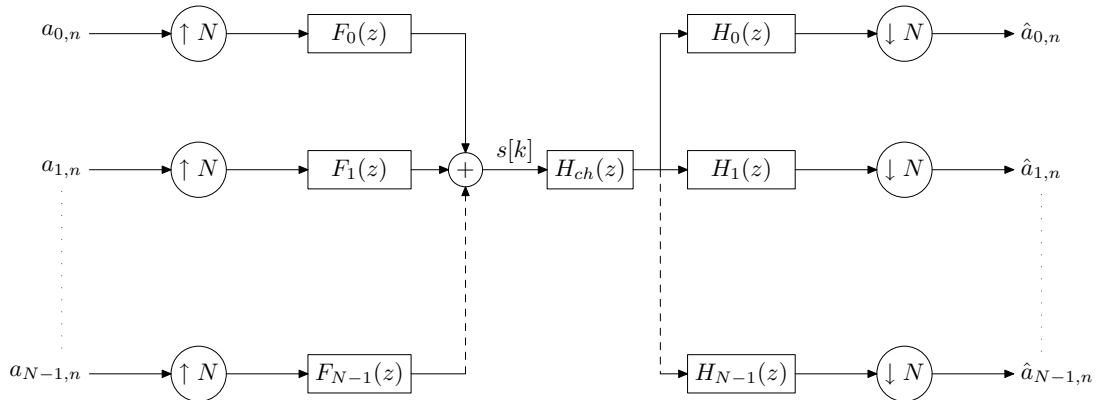 a_{0,n} ↑ N F_0(z) H_0(z) ↓ N â_{0,n}
s[k]
a_{1,n} ↑ N F_1(z) + H_{ch}(z) H_1(z) ↓ N â_{1,n}
a_{N−1,n} ↑ N F_{N−1}(z) H_{N−1}(z) ↓ N â_{N−1,n}